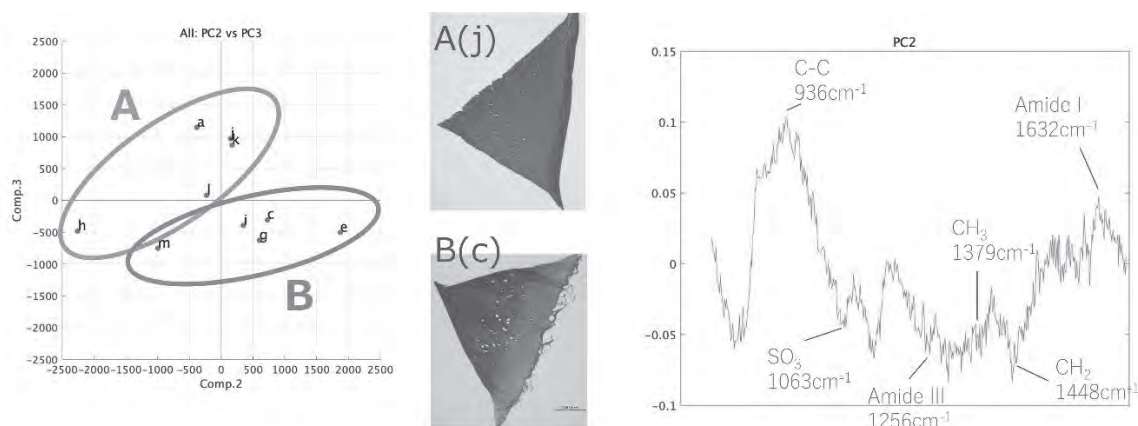 All: PC2 vs PC3
2500
2000
1500
1000
500
0
−500
−1000
−1500
−2000
−2500
Comp.3
−2500 −2000 −1500 −1000 −500 0 500 1000 1500 2000 2500
Comp.2
A
a
k
h
m
j
c
g
e
B
A(j)
B(c)
PC2
0.15
0.1
0.05
0
−0.05
−0.1
C-C
936cm⁻¹
Amide I
1632cm⁻¹
CH₃
1379cm⁻¹
SO₃
1063cm⁻¹
Amide III
1256cm⁻¹
CH₂
1448cm⁻¹